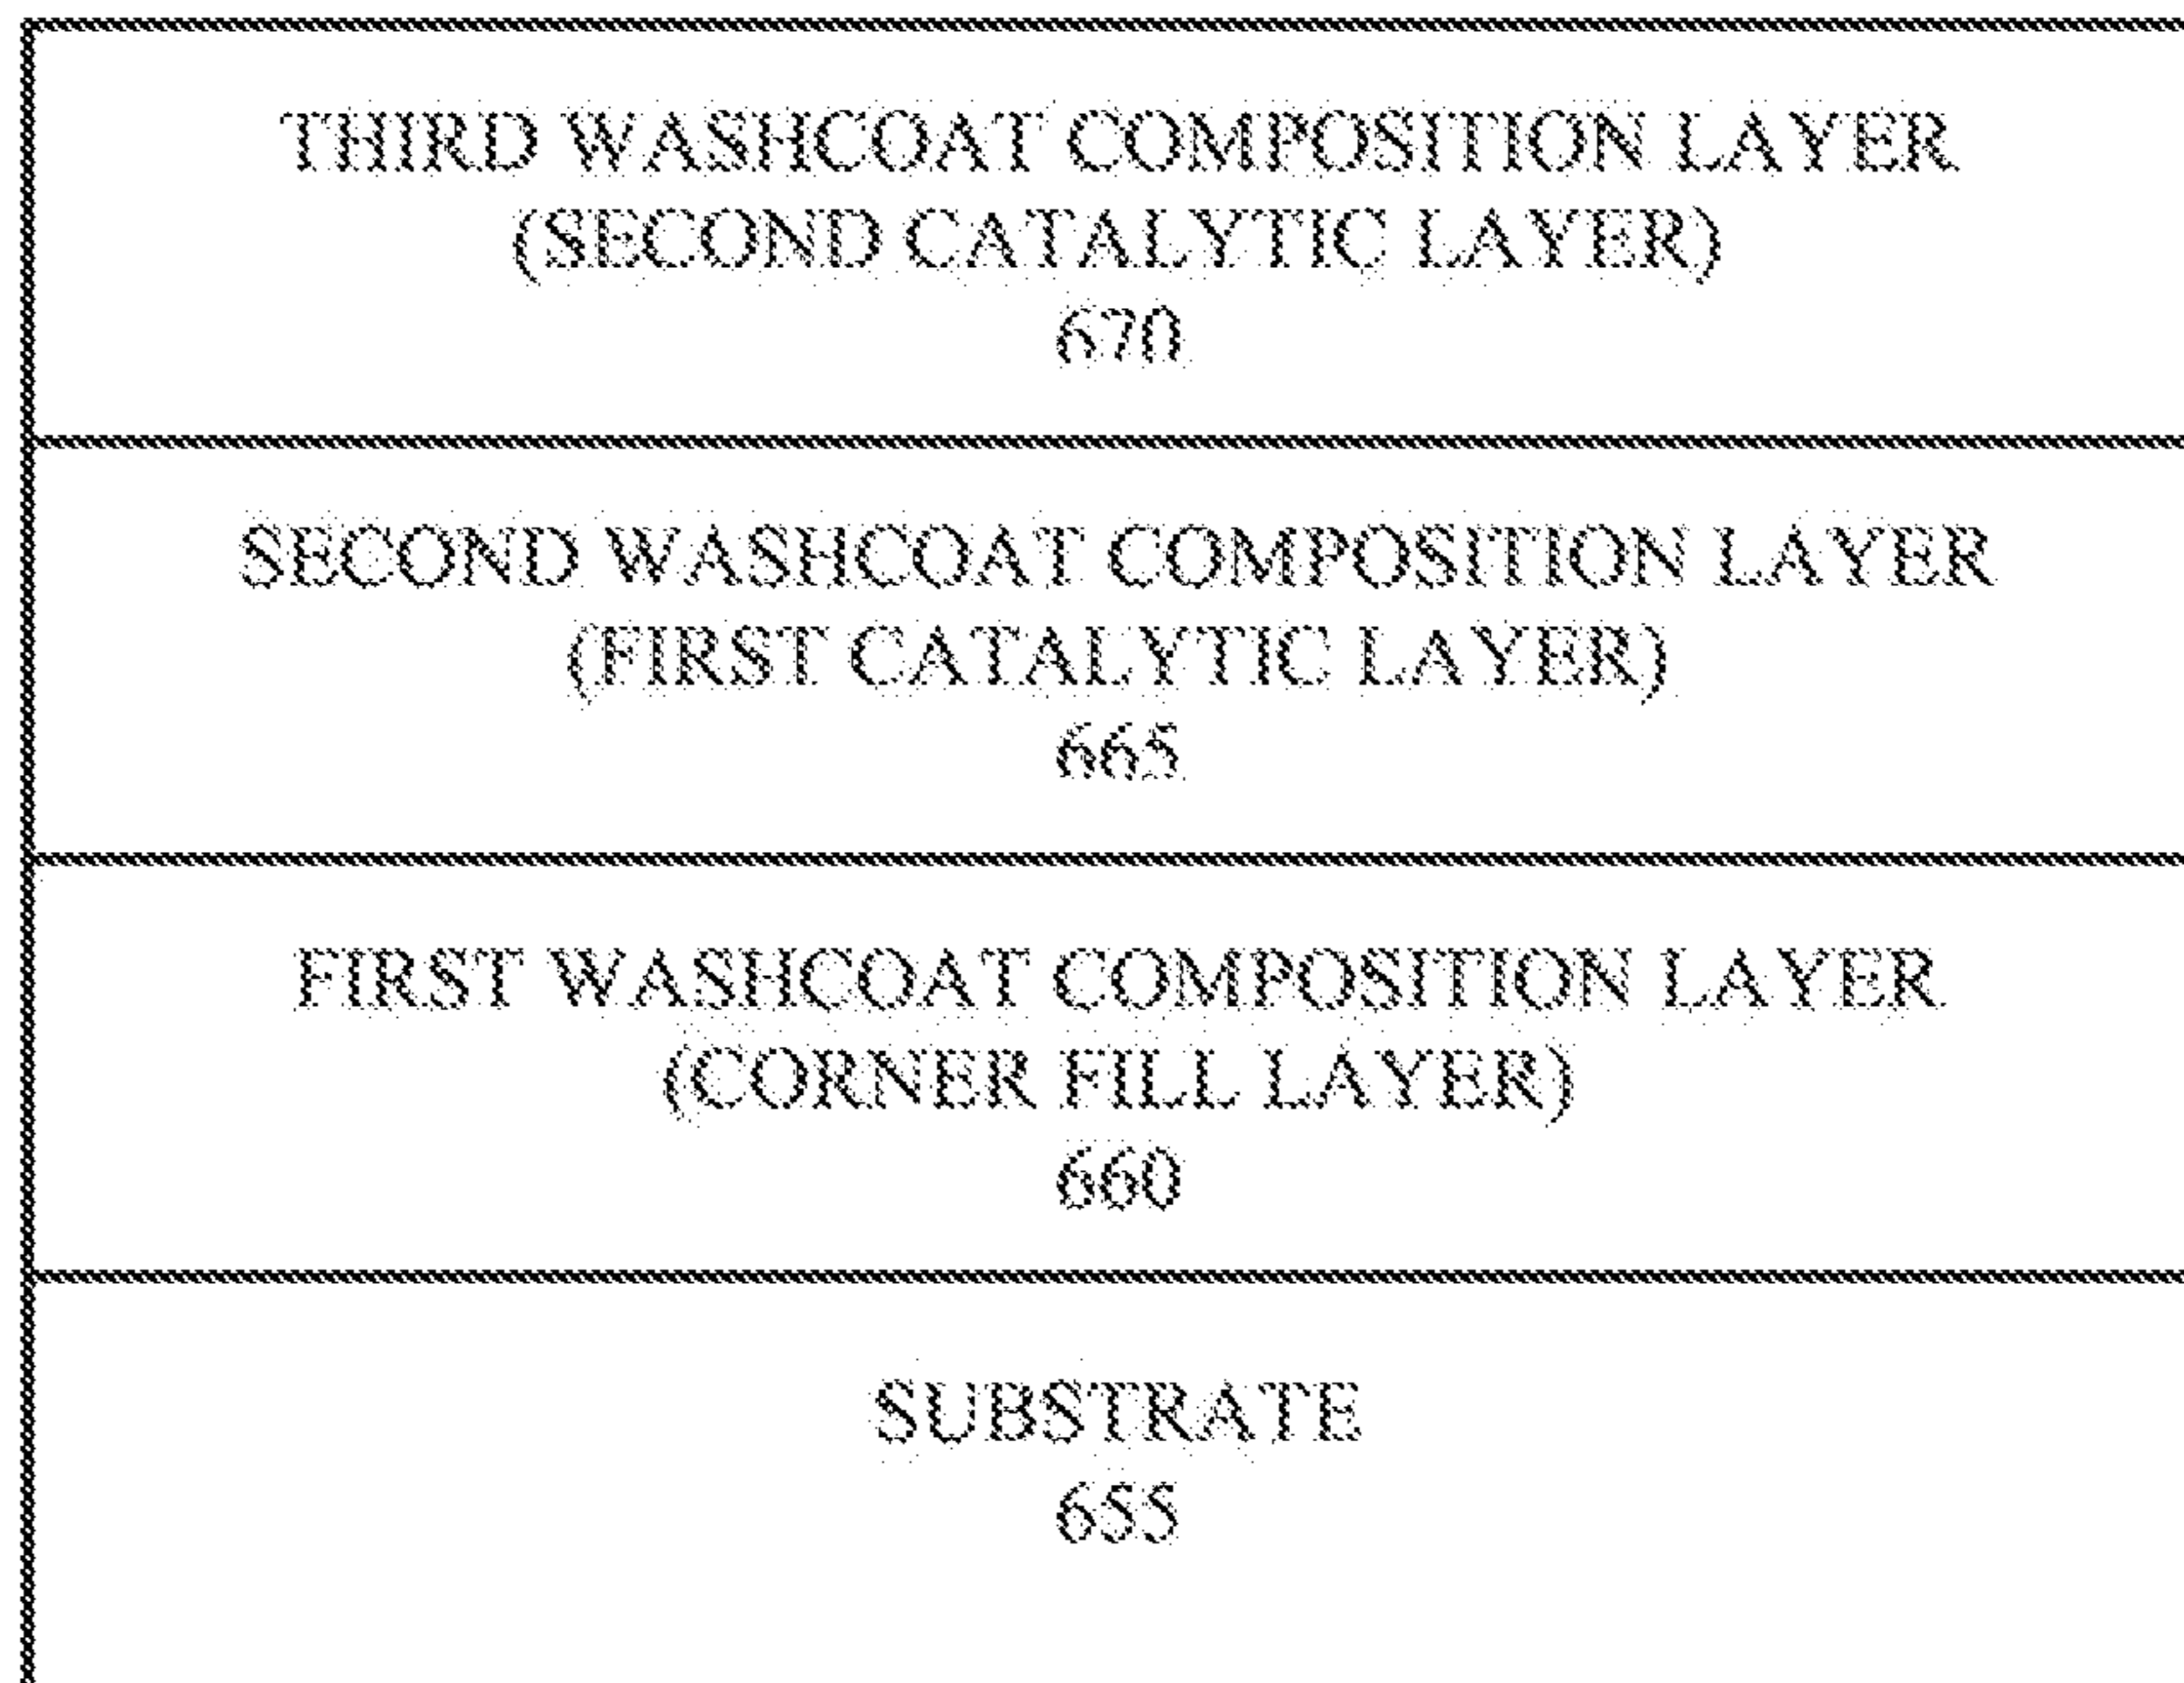 THIRD WASHCOAT COMPOSITION LAYER
(SECOND CATALYTIC LAYER)
670
SECOND WASHCOAT COMPOSITION LAYER
(FIRST CATALYTIC LAYER)
665
FIRST WASHCOAT COMPOSITION LAYER
(CORNER FILL LAYER)
660
SUBSTRATE
655